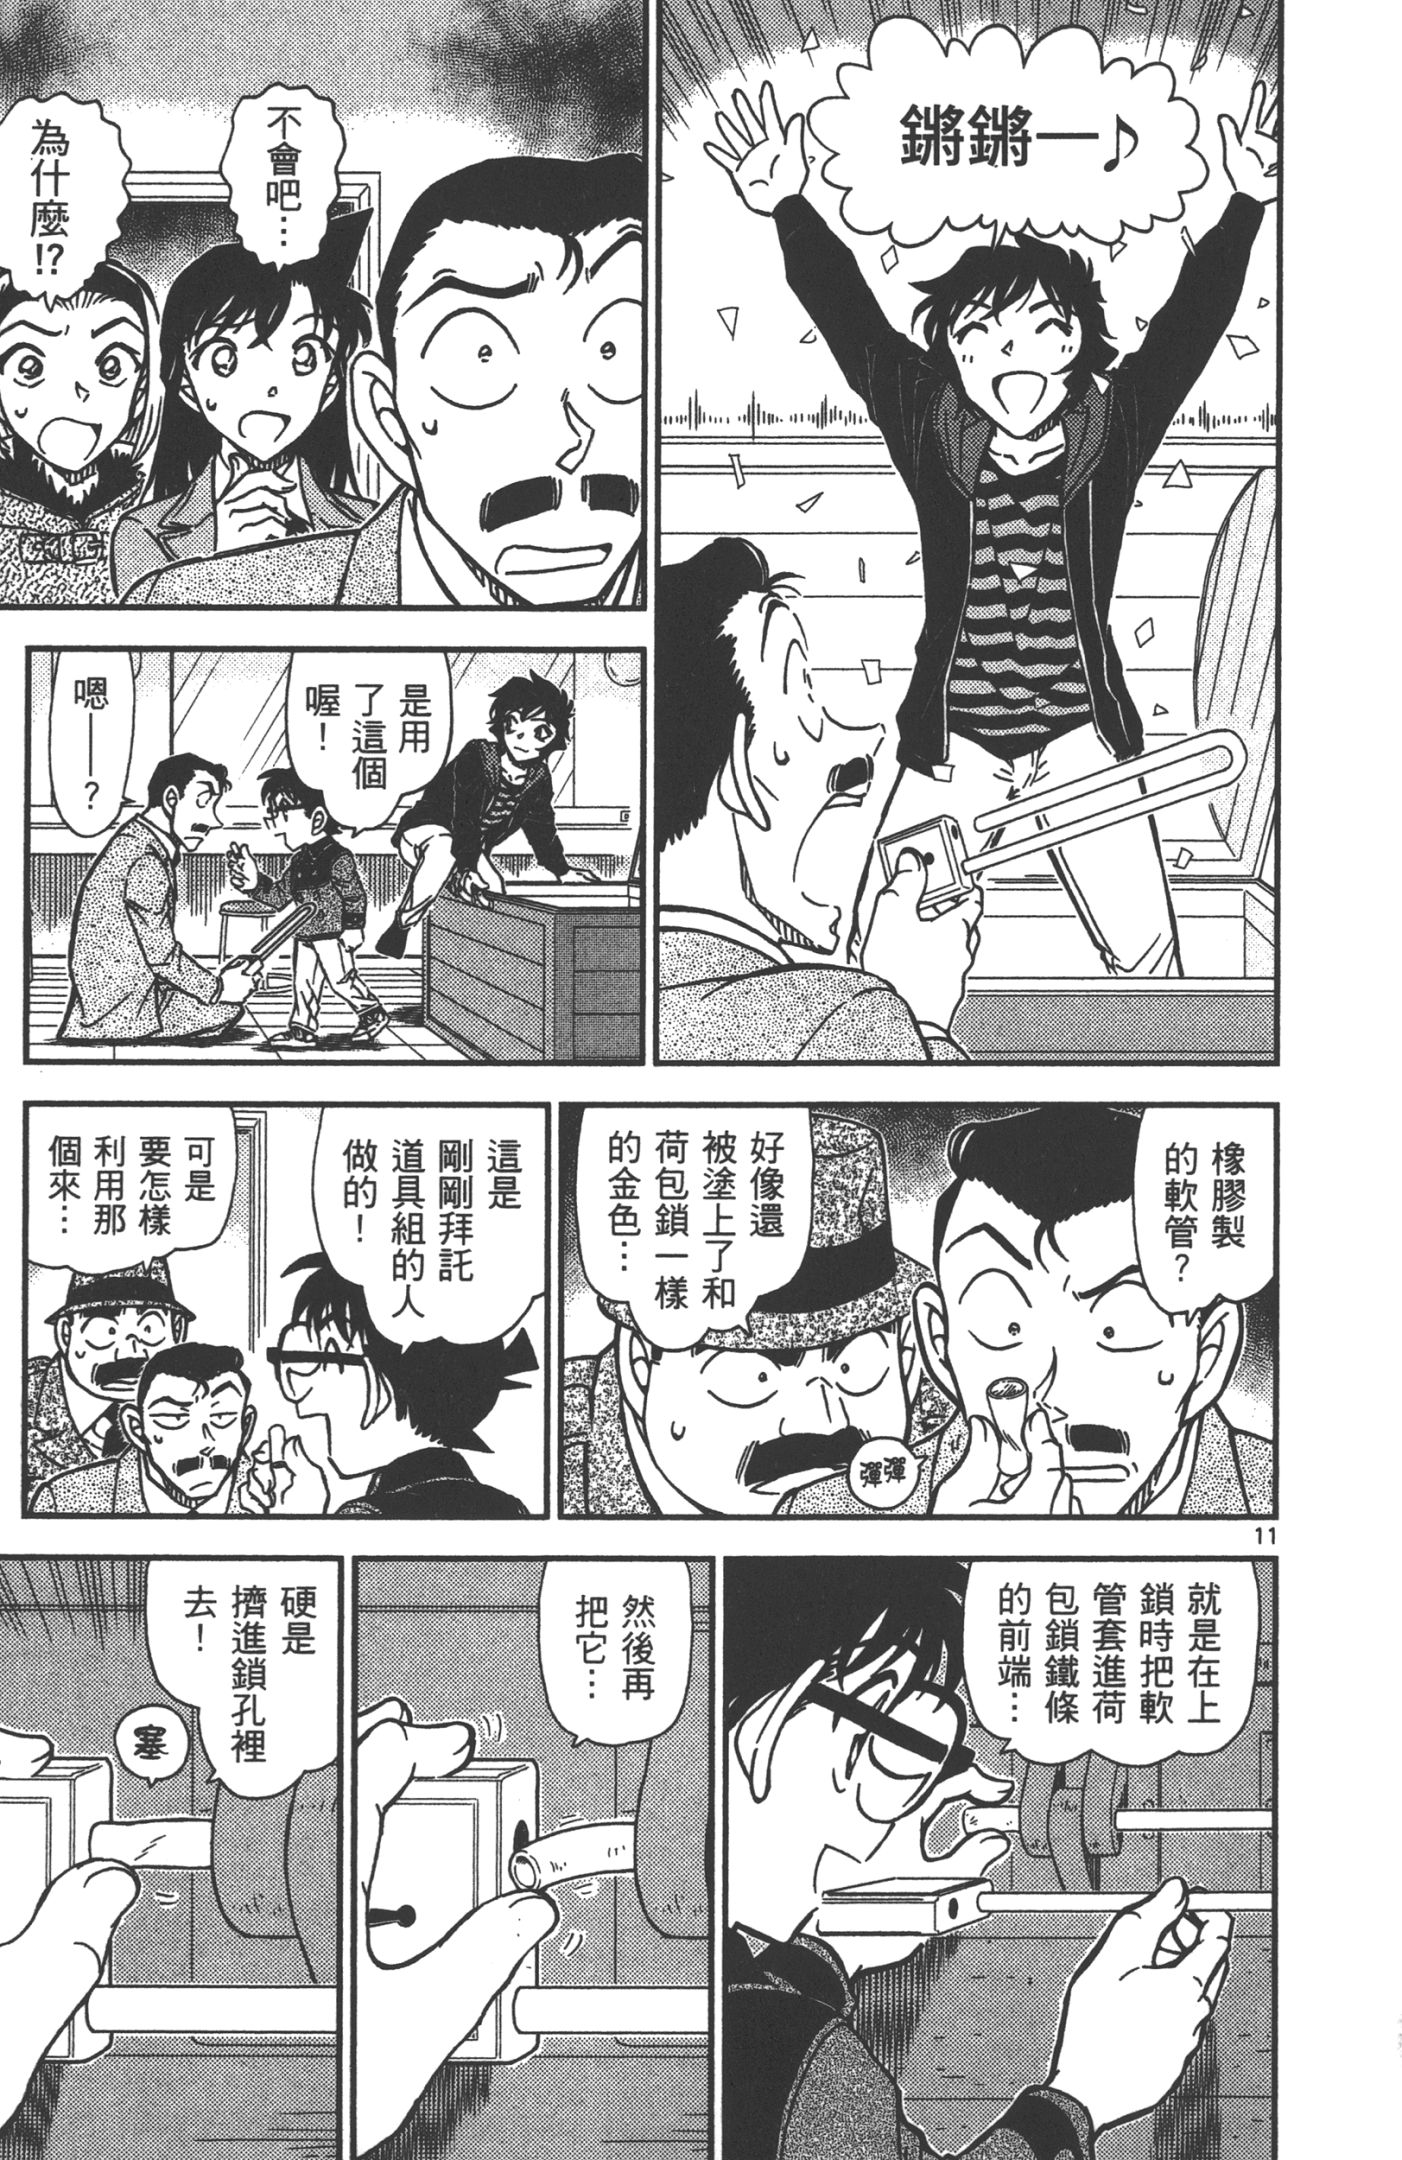 鏘鏘—♪
不會吧…
為什麼!?
是用
了這個
喔！
嗯——？
橡膠製
的軟管？
好像還
被塗上了和
荷包鎖一樣
的金色…
彈彈
這是
剛剛拜託
道具組的人
做的！
可是
要怎樣
利用那
個來…
11
就是在上
鎖時把軟
管套進荷
包鎖鐵條
的前端…
然後再
把它…
硬是
擠進鎖孔裡
去！
塞